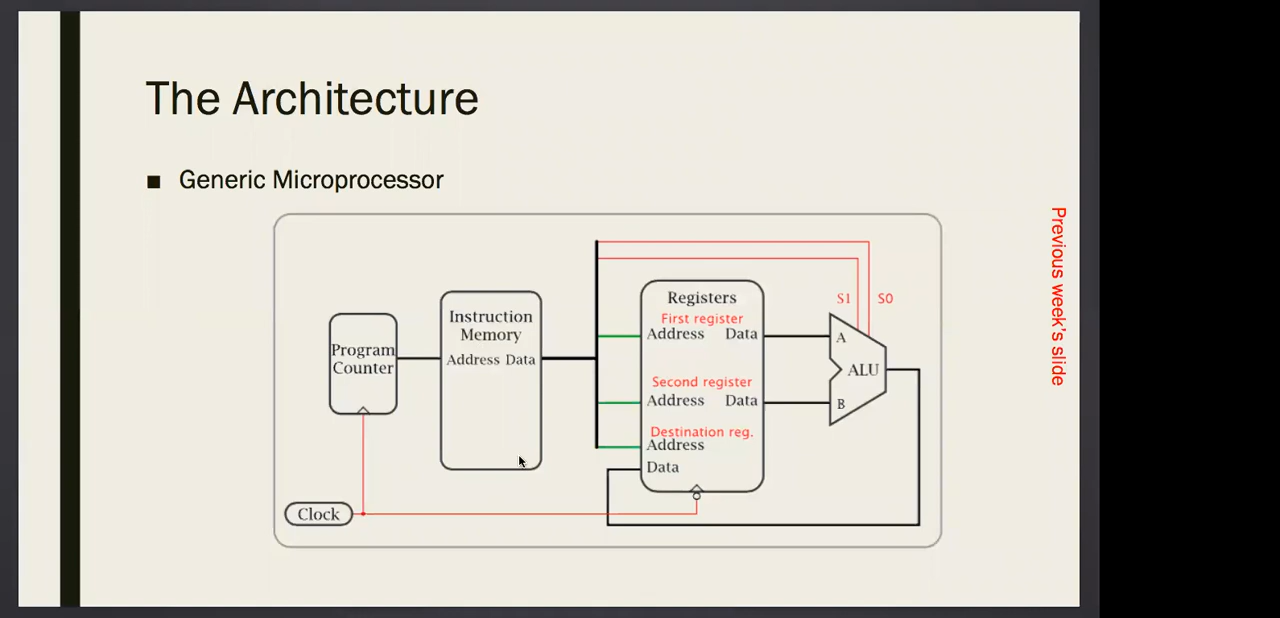 The Architecture
Generic Microprocessor
Previous week's slide
Program
Counter
Instruction
Memory
Address Data
Registers
First register
Address Data
Second register
Address Data
Destination reg.
Address
Data
S1 S0
A
ALU
B
Clock